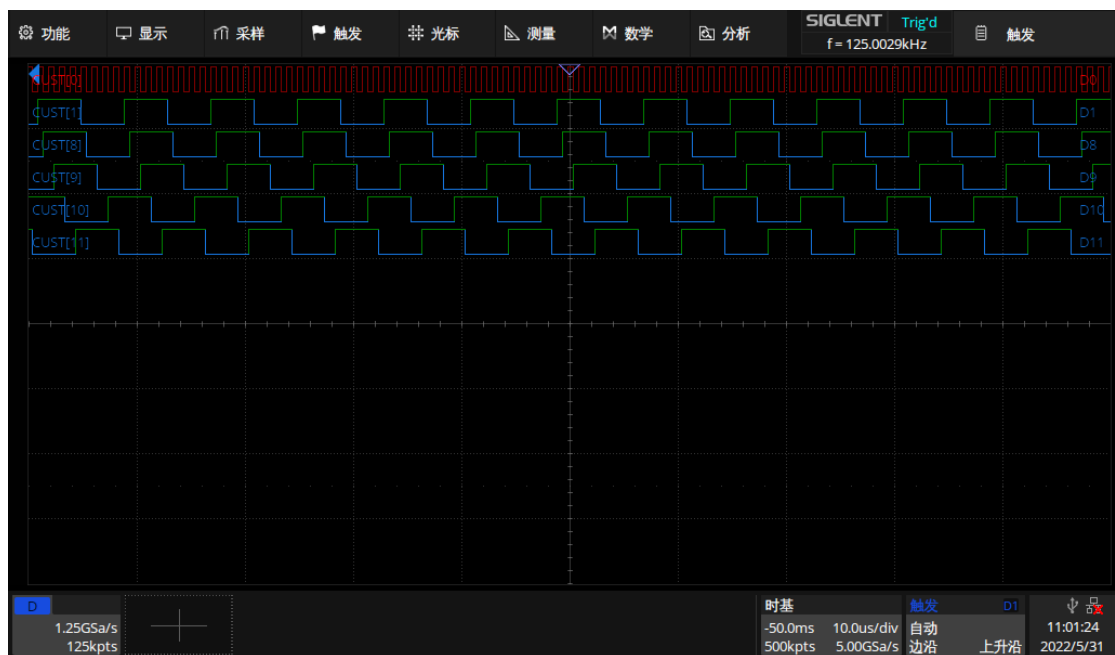 功能 显示 采样 触发 光标 测量 数学 分析 SIGLENT Trig'd 触发
f = 125.0029kHz
CUST[0] D0
CUST[1] D1
CUST[8] D8
CUST[9] D9
CUST[10] D10
CUST[11] D11
D 时基 触发 D1
1.25GSa/s -50.0ms 10.0us/div 自动 11:01:24
125kpts 500kpts 5.00GSa/s 边沿 上升沿 2022/5/31